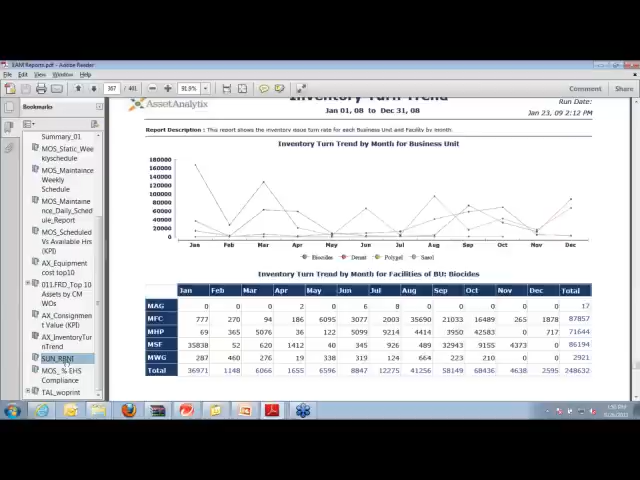 EAM Reports.pdf - Adobe Reader
File Edit View Window Help
367 / 401
91.9%
Comment Share
Bookmarks
Summary_01
MOS_Static_Wee
klyschedule
MOS_Maintaince
Weekly
Schedule
MOS_Maintaina
nce_Daily_Sched
ule_Report
MOS_Scheduled
Vs Available Hrs
(KPI)
AX_Equipment
cost top10
011.FRD_Top 10
Assets by CM
WOs
AX_Consignmen
t Value (KPI)
AX_InventoryTur
nTrend
SUN_RBNI
MOS_ % EHS
Compliance
TAL_woprint
AssetAnalytix
Inventory Turn Trend
Jan 01, 08 to Dec 31, 08
Run Date:
Jan 23, 09 2:12 PM
Report Description : This report shows the inventory issue turn rate for each Business Unit and Facility by month.
Inventory Turn Trend by Month for Business Unit
180000
160000
140000
120000
100000
80000
60000
40000
20000
0
Jan Feb Mar Apr May Jun Jul Aug Sep Oct Nov Dec
Biocides Decust Polygel Sasol
Inventory Turn Trend by Month for Facilities of BU: Biocides
Jan Feb Mar Apr May Jun July Aug Sep Oct Nov Dec Total
MAG 0 0 0 2 0 6 8 0 0 0 0 0 17
MFC 777 270 94 186 6095 3077 2003 35690 21033 16489 265 1878 87857
MHP 69 365 5076 36 122 5099 9214 4414 3950 42583 0 717 71644
MSF 35838 52 620 1412 40 345 926 489 32953 9423 4095 0 86194
MWG 287 460 276 19 338 319 124 664 223 210 0 0 2921
Total 36971 1148 6066 1655 6596 8847 12275 41256 58149 68436 4638 2595 248632